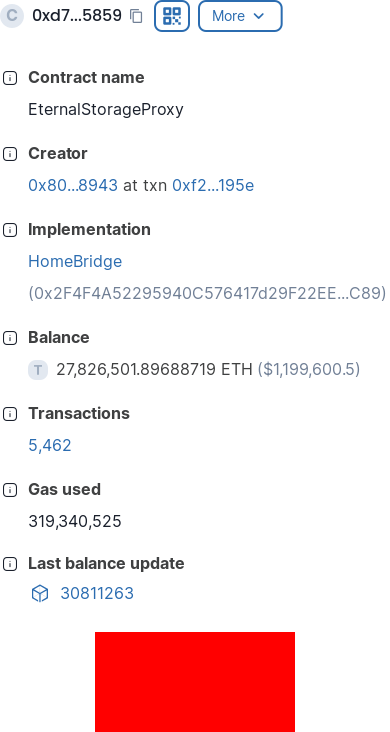 C 0xd7...5859 More
Contract name
EternalStorageProxy
Creator
0x80...8943 at txn 0xf2...195e
Implementation
HomeBridge
(0x2F4F4A52295940C576417d29F22EE...C89)
Balance
T 27,826,501.89688719 ETH ($1,199,600.5)
Transactions
5,462
Gas used
319,340,525
Last balance update
30811263